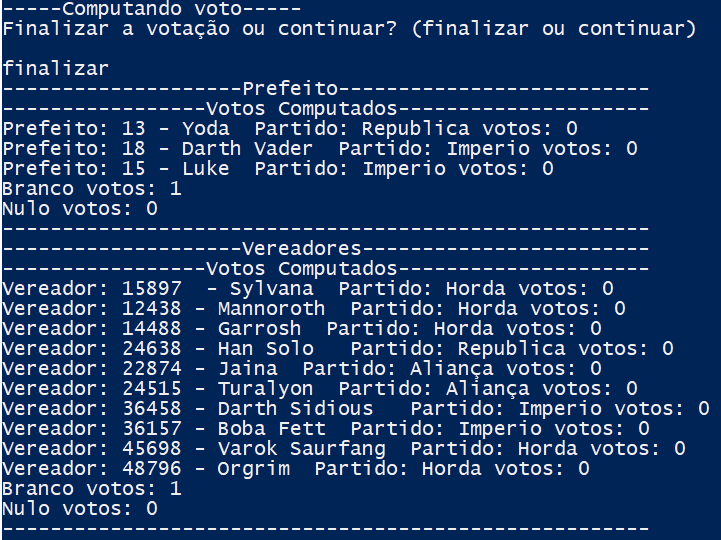 -----Computando voto-----
Finalizar a votação ou continuar? (finalizar ou continuar)
finalizar
--------------------Prefeito--------------------------
-----------------Votos Computados---------------------
Prefeito: 13 - Yoda  Partido: Republica votos: 0
Prefeito: 18 - Darth Vader  Partido: Imperio votos: 0
Prefeito: 15 - Luke  Partido: Imperio votos: 0
Branco votos: 1
Nulo votos: 0
------------------------------------------------------
--------------------Vereadores------------------------
-----------------Votos Computados---------------------
Vereador: 15897  - Sylvana  Partido: Horda votos: 0
Vereador: 12438 - Mannoroth  Partido: Horda votos: 0
Vereador: 14488 - Garrosh  Partido: Horda votos: 0
Vereador: 24638 - Han Solo   Partido: Republica votos: 0
Vereador: 22874 - Jaina  Partido: Aliança votos: 0
Vereador: 24515 - Turalyon  Partido: Aliança votos: 0
Vereador: 36458 - Darth Sidious   Partido: Imperio votos: 0
Vereador: 36157 - Boba Fett  Partido: Imperio votos: 0
Vereador: 45698 - Varok Saurfang  Partido: Horda votos: 0
Vereador: 48796 - Orgrim  Partido: Horda votos: 0
Branco votos: 1
Nulo votos: 0
------------------------------------------------------